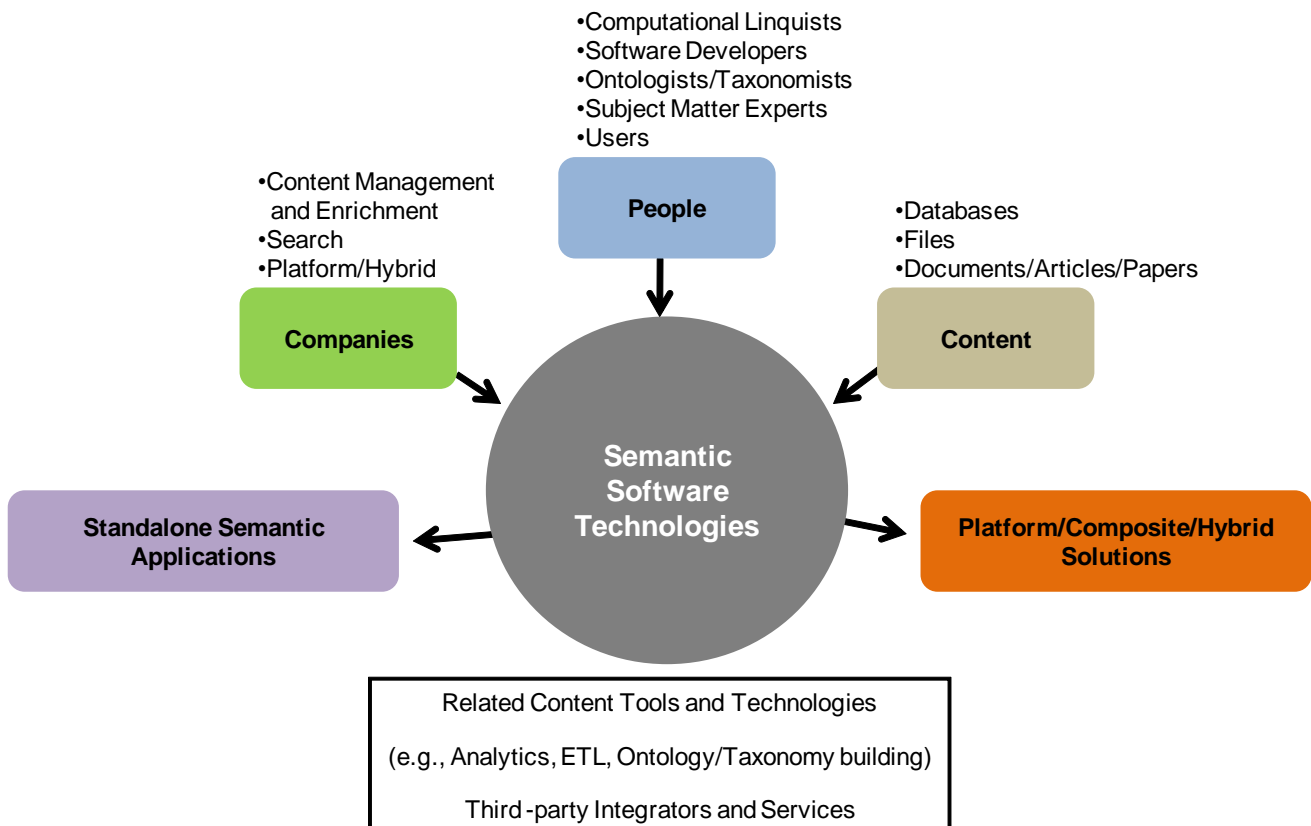 •Computational Linquists
•Software Developers
•Ontologists/Taxonomists
•Subject Matter Experts
•Users
People
•Content Management
and Enrichment
•Search
•Platform/Hybrid
Companies
•Databases
•Files
•Documents/Articles/Papers
Content
Semantic
Software
Technologies
Standalone Semantic
Applications
Platform/Composite/Hybrid
Solutions
Related Content Tools and Technologies
(e.g., Analytics, ETL, Ontology/Taxonomy building)
Third -party Integrators and Services